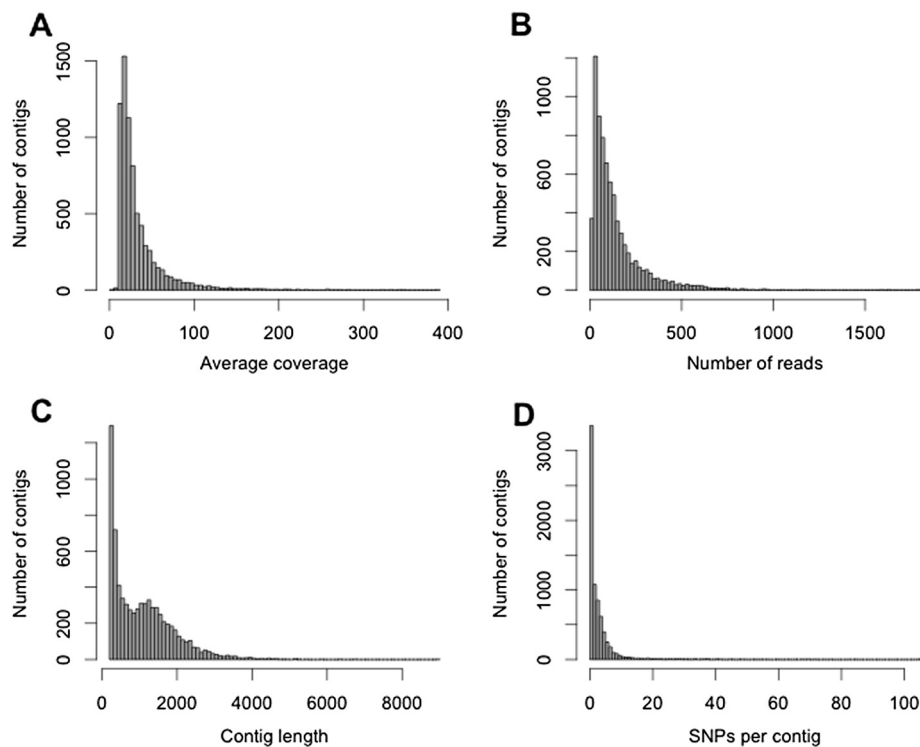 A
Number of contigs
0 500 1000 1500
0 100 200 300 400
Average coverage
B
Number of contigs
0 200 600 1000
0 500 1000 1500
Number of reads
C
Number of contigs
0 200 600 1000
0 2000 4000 6000 8000
Contig length
D
Number of contigs
0 1000 2000 3000
0 20 40 60 80 100
SNPs per contig